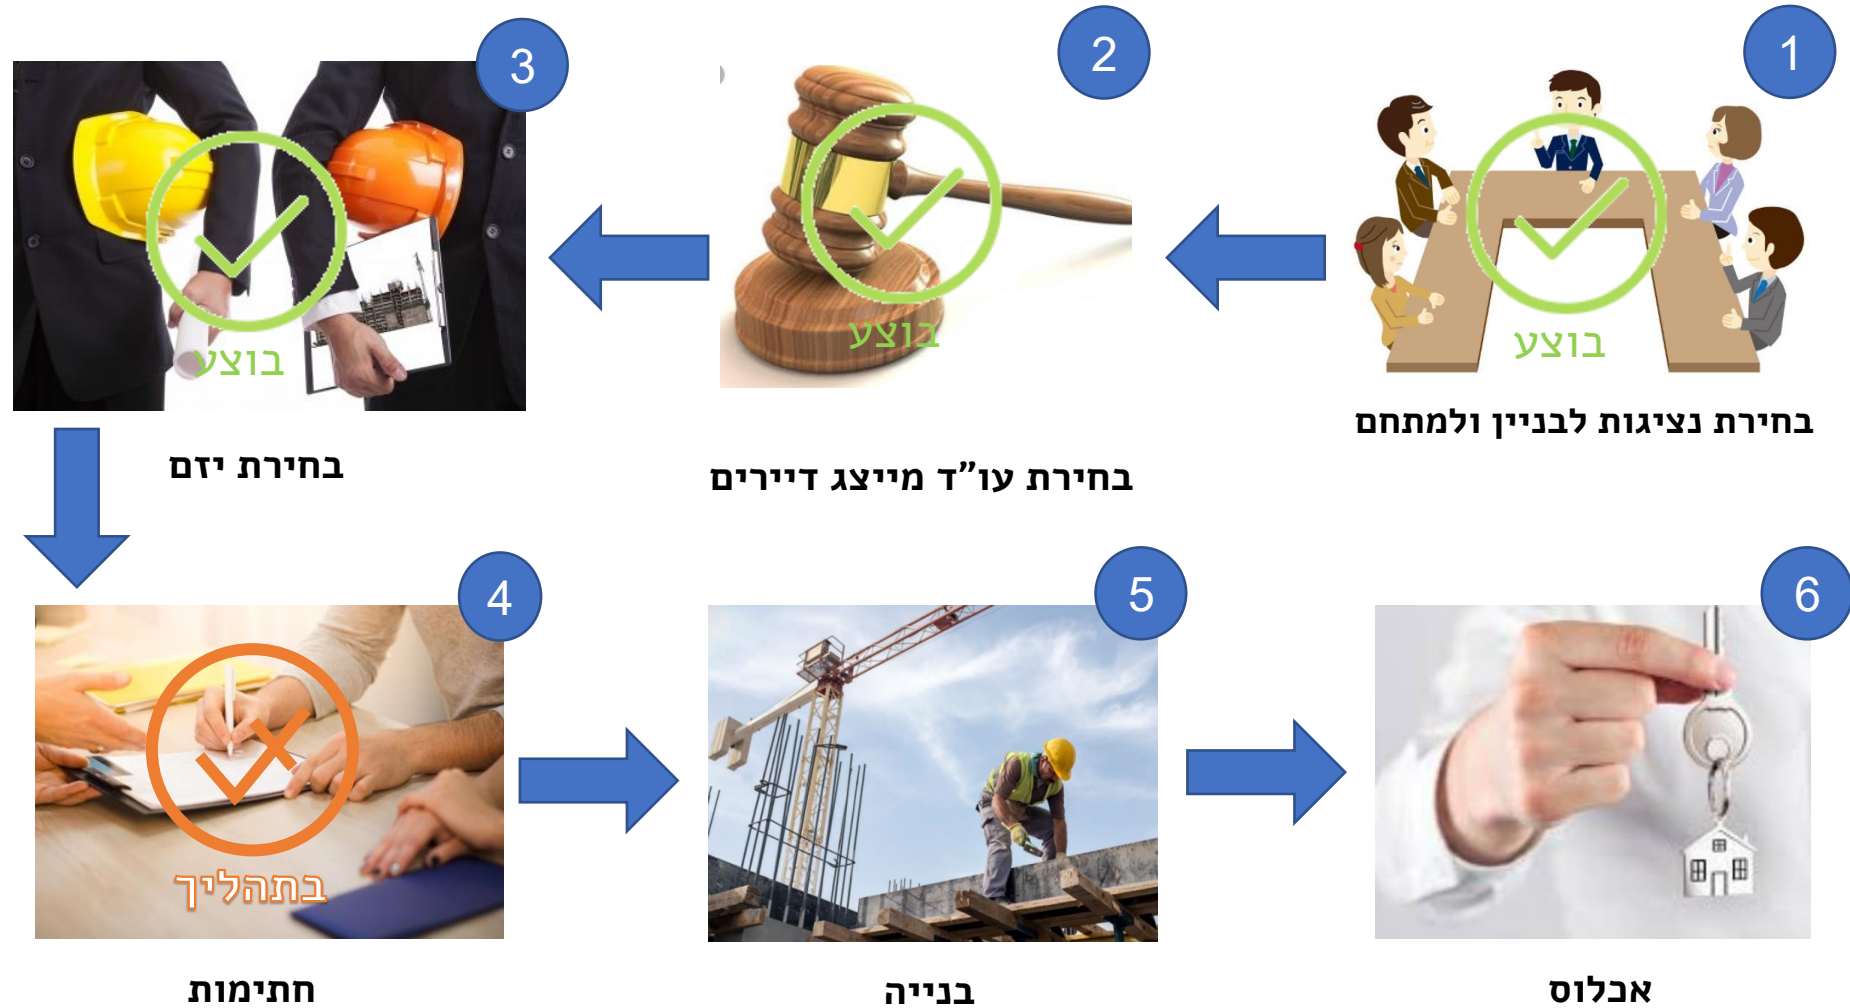 1
בוצע
בחירת נציגות לבניין ולמתחם
2
בוצע
בחירת עו"ד מייצג דיירים
3
בוצע
בחירת יזם
4
בתהליך
חתימות
5
בנייה
6
אכלוס